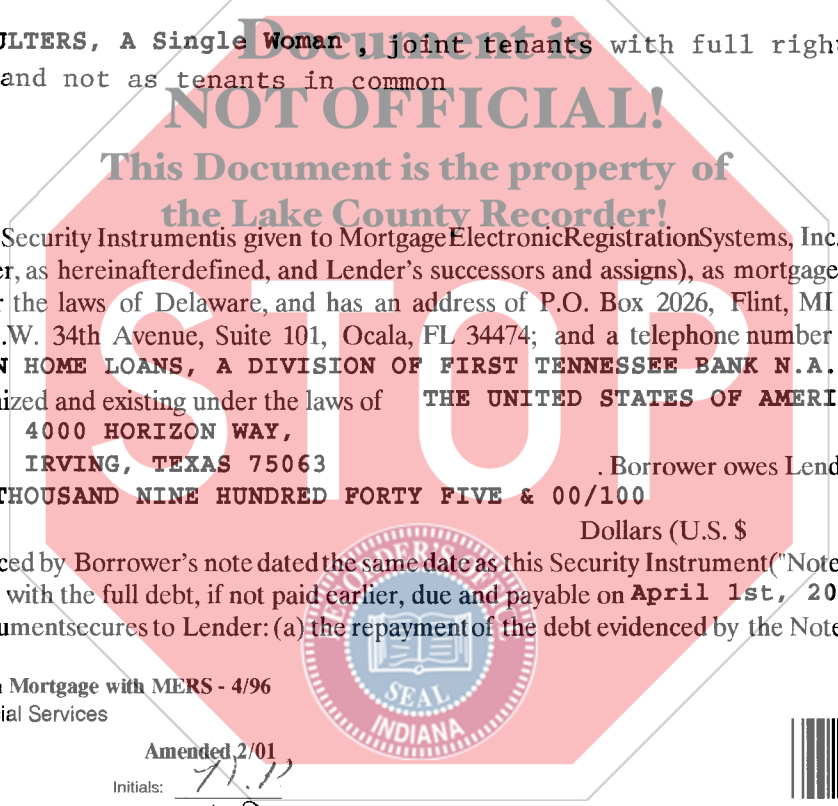 Document is
ULTERS, A Single Woman , joint tenants with full righ
and not as tenants in common
NOT OFFICIAL!
This Document is the property of
the Lake County Recorder!
Security Instrumentis given to MortgageElectronicRegistrationSystems, Inc.
r, as hereinafterdefined, and Lender's successors and assigns), as mortgage
r the laws of Delaware, and has an address of P.O. Box 2026, Flint, MI
.W. 34th Avenue, Suite 101, Ocala, FL 34474; and a telephone number
N HOME LOANS, A DIVISION OF FIRST TENNESSEE BANK N.A.
ized and existing under the laws of THE UNITED STATES OF AMERI
STOP
4000 HORIZON WAY,
IRVING, TEXAS 75063 . Borrower owes Lend
THOUSAND NINE HUNDRED FORTY FIVE & 00/100
Dollars (U.S. $
ced by Borrower's note dated the same date as this Security Instrument("Note
with the full debt, if not paid earlier, due and payable on April 1st, 20
umentsecures to Lender: (a) the repayment of the debt evidenced by the Note
RECORDER'S OFFICE
SEAL
INDIANA
Mortgage with MERS - 4/96
ial Services
Amended 2/01
Initials: